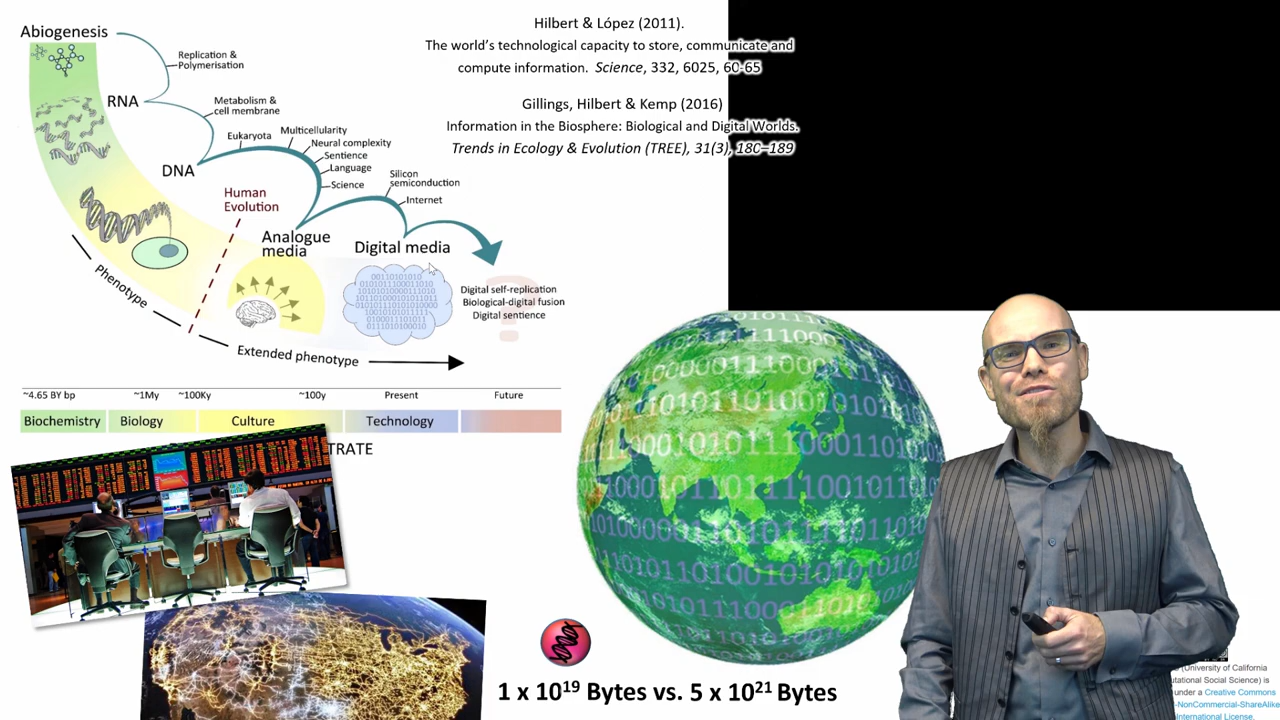 Abiogenesis
Replication &
Polymerisation
RNA
Metabolism &
cell membrane
DNA
Eukaryota
Multicellularity
Neural complexity
Sentience
Language
Science
Silicon
semiconduction
Internet
Human
Evolution
Analogue
media
Digital media
Digital self-replication
Biological-digital fusion
Digital sentience
?
Phenotype
Extended phenotype
~4.65 BY bp ~1My ~100Ky ~100y Present Future
Biochemistry Biology Culture Technology
TRATE
Hilbert & López (2011).
The world's technological capacity to store, communicate and
compute information. Science, 332, 6025, 60-65
Gillings, Hilbert & Kemp (2016)
Information in the Biosphere: Biological and Digital Worlds.
Trends in Ecology & Evolution (TREE), 31(3), 180–189
1 x 10¹⁹ Bytes vs. 5 x 10²¹ Bytes
(University of California
utational Social Science) is
under a Creative Commons
-NonCommercial-ShareAlike
International License.